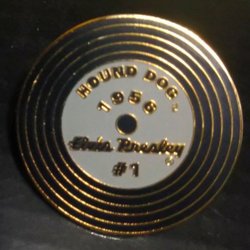 HOUND DOG
1956
Elvis Presley
#1